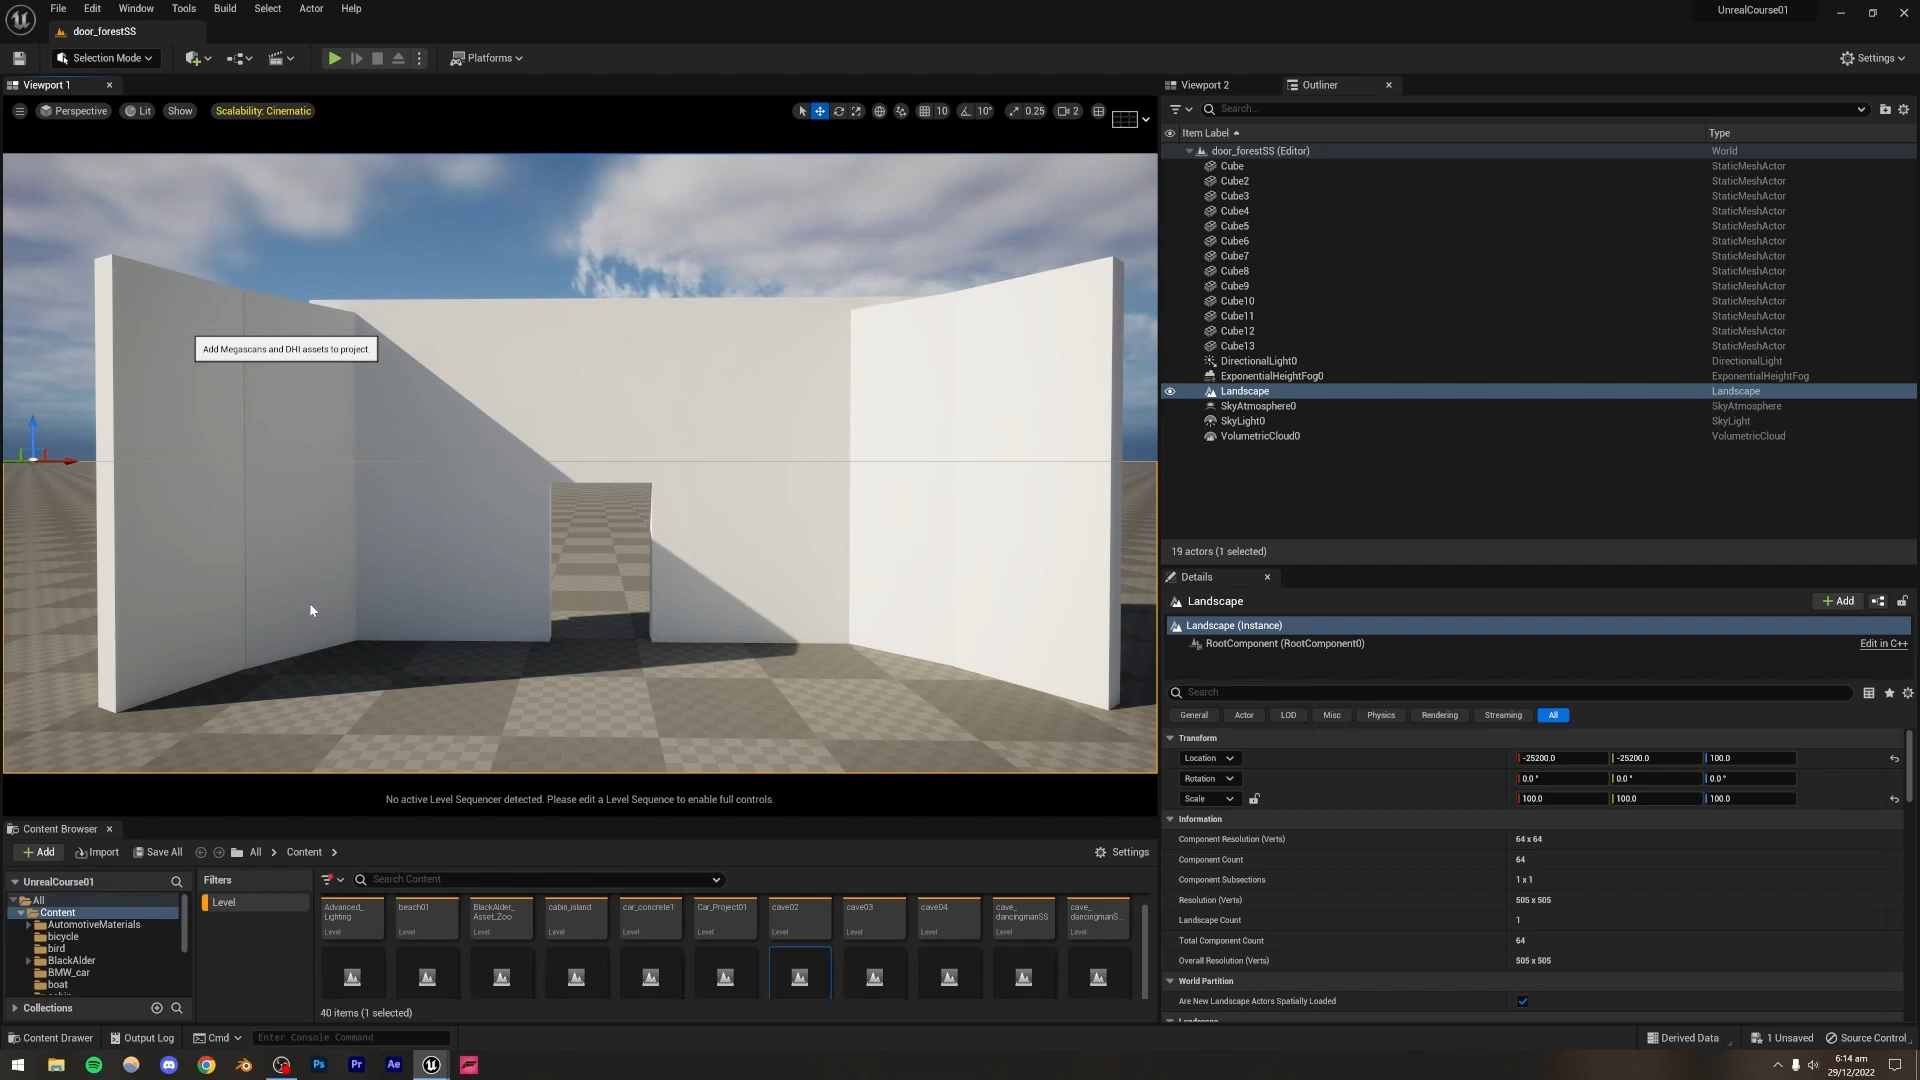 File Edit Window Tools Build Select Actor Help
UnrealCourse01
door_forestSS
Selection Mode
Platforms
Settings
Viewport 1
Viewport 2
Outliner
Perspective
Lit
Show
Scalability: Cinematic
10
10°
0.25
2
Search...
Item Label
Type
door_forestSS (Editor)
World
Cube
StaticMeshActor
Cube2
StaticMeshActor
Cube3
StaticMeshActor
Cube4
StaticMeshActor
Cube5
StaticMeshActor
Cube6
StaticMeshActor
Cube7
StaticMeshActor
Cube8
StaticMeshActor
Cube9
StaticMeshActor
Cube10
StaticMeshActor
Cube11
StaticMeshActor
Cube12
StaticMeshActor
Cube13
StaticMeshActor
DirectionalLight0
DirectionalLight
ExponentialHeightFog0
ExponentialHeightFog
Landscape
Landscape
SkyAtmosphere0
SkyAtmosphere
SkyLight0
SkyLight
VolumetricCloud0
VolumetricCloud
19 actors (1 selected)
Add Megascans and DHI assets to project.
No active Level Sequencer detected. Please edit a Level Sequence to enable full controls.
Details
Landscape
Add
Landscape (Instance)
RootComponent (RootComponent0)
Edit in C++
Search
General
Actor
LOD
Misc
Physics
Rendering
Streaming
All
Transform
Location
-25200.0
-25200.0
100.0
Rotation
0.0 °
0.0 °
0.0 °
Scale
100.0
100.0
100.0
Information
Component Resolution (Verts)
64 x 64
Component Count
64
Component Subsections
1 x 1
Resolution (Verts)
505 x 505
Landscape Count
1
Total Component Count
64
Overall Resolution (Verts)
505 x 505
World Partition
Are New Landscape Actors Spatially Loaded
Content Browser
Add
Import
Save All
All
Content
Settings
UnrealCourse01
All
Content
AutomotiveMaterials
bicycle
bird
BlackAlder
BMW_car
boat
Collections
Filters
Level
Search Content
Advanced_
Lighting
Level
beach01
Level
BlackAlder_
Asset_Zoo
Level
cabin_island
Level
car_concrete1
Level
Car_Project01
Level
cave02
Level
cave03
Level
cave04
Level
cave_
dancingmanSS
Level
cave_
dancingmanS...
Level
40 items (1 selected)
Content Drawer
Output Log
Cmd
Enter Console Command
Derived Data
1 Unsaved
Source Control
Ps
Pr
Ae
6:14 am
29/12/2022